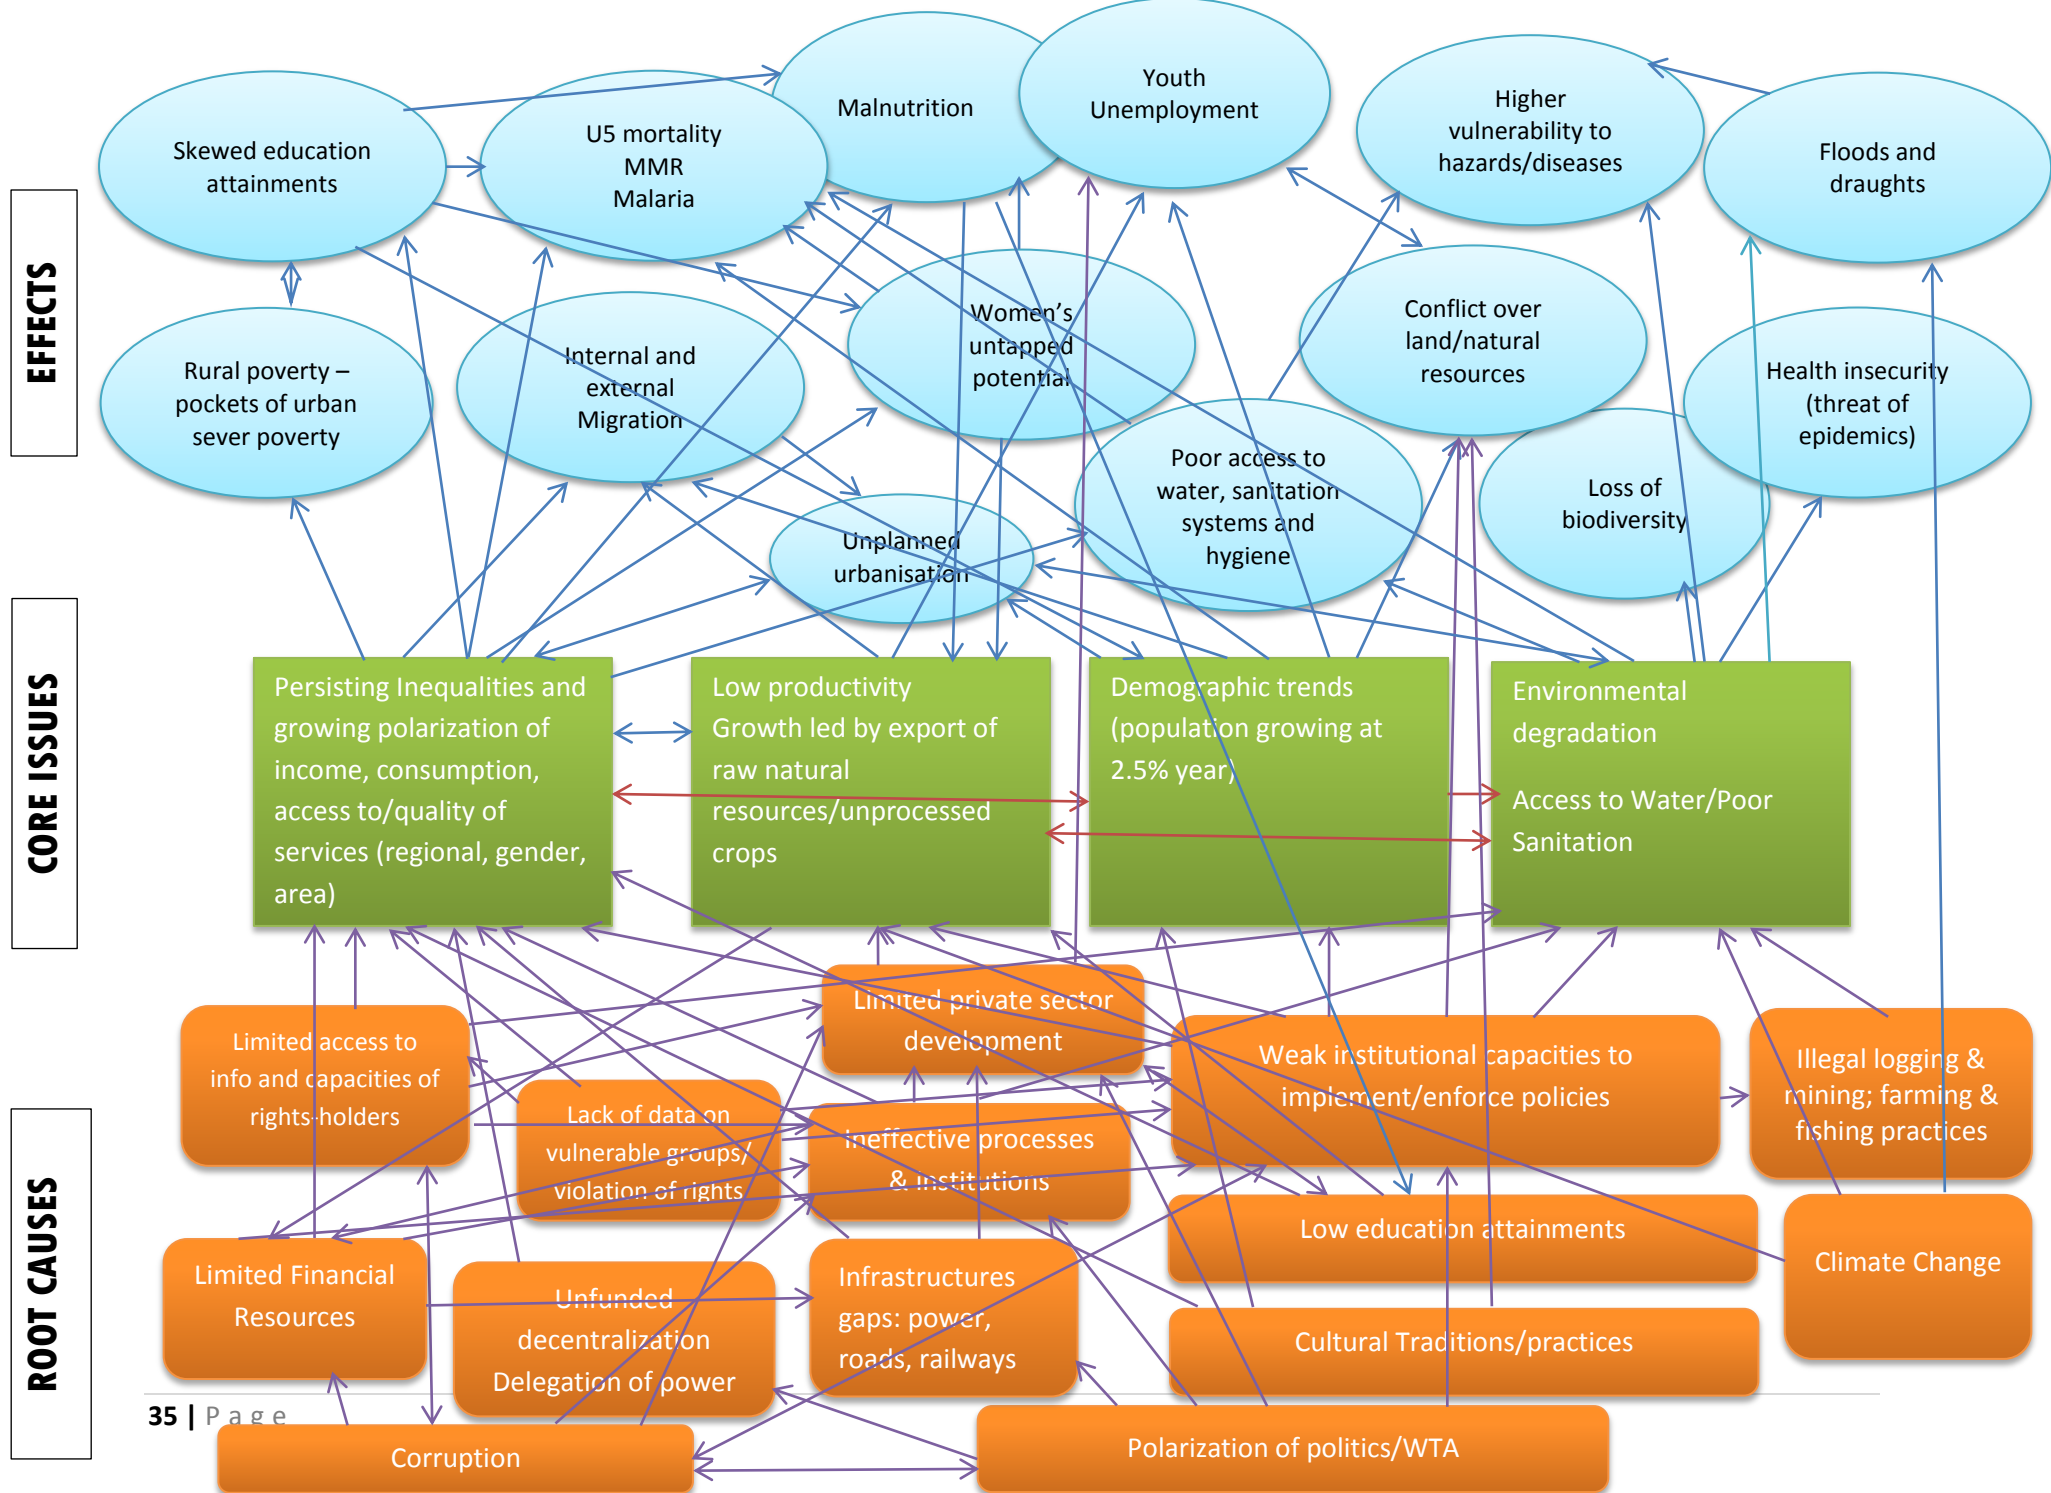 EFFECTS
Skewed education
attainments
U5 mortality
MMR
Malaria
Malnutrition
Youth
Unemployment
Higher
vulnerability to
hazards/diseases
Floods and
draughts
Rural poverty –
pockets of urban
sever poverty
Internal and
external
Migration
Women's
untapped
potential
Conflict over
land/natural
resources
Health insecurity
(threat of
epidemics)
Unplanned
urbanisation
Poor access to
water, sanitation
systems and
hygiene
Loss of
biodiversity
CORE ISSUES
Persisting Inequalities and
growing polarization of
income, consumption,
access to/quality of
services (regional, gender,
area)
Low productivity
Growth led by export of
raw natural
resources/unprocessed
crops
Demographic trends
(population growing at
2.5% year)
Environmental
degradation
Access to Water/Poor
Sanitation
ROOT CAUSES
Limited access to
info and capacities of
rights-holders
Lack of data on
vulnerable groups/
violation of rights
Limited private sector
development
Ineffective processes
& institutions
Weak institutional capacities to
implement/enforce policies
Illegal logging &
mining; farming &
fishing practices
Limited Financial
Resources
Unfunded
decentralization
Delegation of power
Infrastructures
gaps: power,
roads, railways
Low education attainments
Cultural Traditions/practices
Climate Change
35 | Page
Corruption
Polarization of politics/WTA